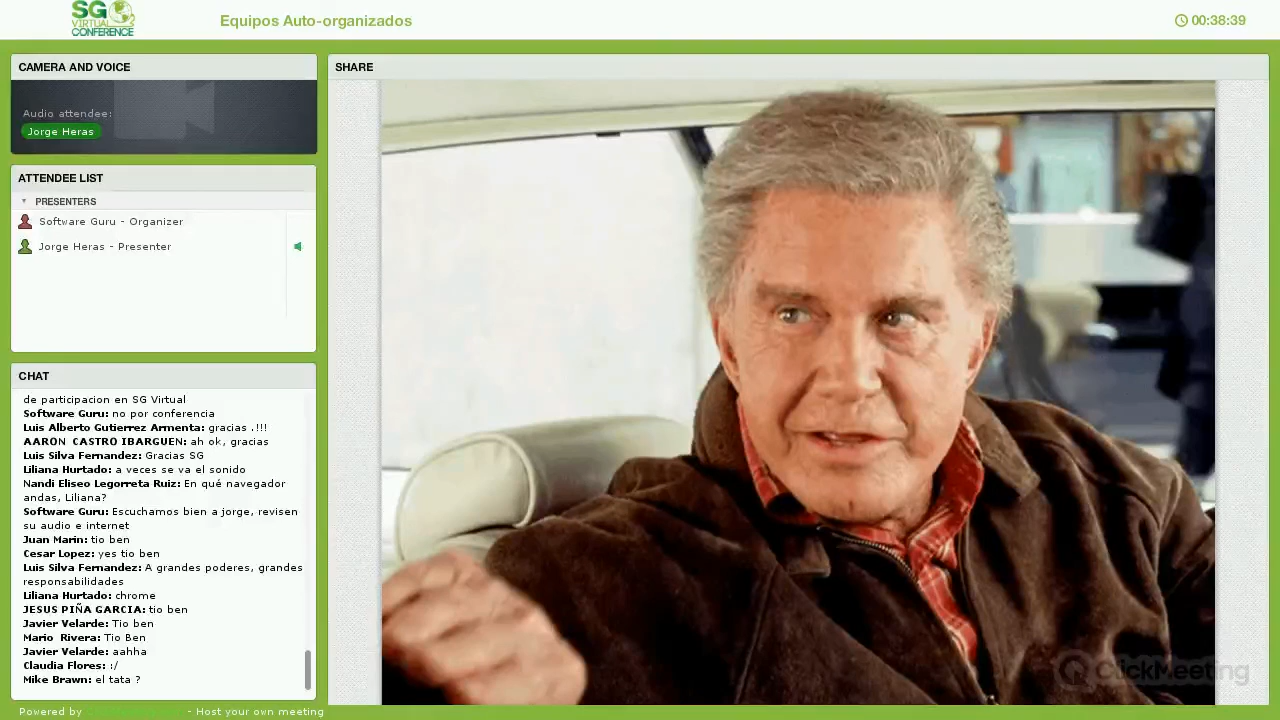 SG
VIRTUAL
CONFERENCE
Equipos Auto-organizados
00:38:39
CAMERA AND VOICE
Audio attendee:
Jorge Heras
ATTENDEE LIST
PRESENTERS
Software Guru - Organizer
Jorge Heras - Presenter
CHAT
de participacion en SG Virtual
Software Guru: no por conferencia
Luis Alberto Gutierrez Armenta: gracias .!!!
AARON CASTRO IBARGUEN: ah ok, gracias
Luis Silva Fernandez: Gracias SG
Liliana Hurtado: a veces se va el sonido
Nandi Eliseo Legorreta Ruiz: En qué navegador
andas, Liliana?
Software Guru: Escuchamos bien a jorge, revisen
su audio e internet
Juan Marin: tio ben
Cesar Lopez: yes tio ben
Luis Silva Fernandez: A grandes poderes, grandes
responsabilidades
Liliana Hurtado: chrome
JESUS PIÑA GARCIA: tio ben
Javier Velarde: Tio ben
Mario Rivera: Tio Ben
Javier Velarde: aahha
Claudia Flores: :/
Mike Brawn: el tata ?
SHARE
ClickMeeting
Powered by
- Host your own meeting